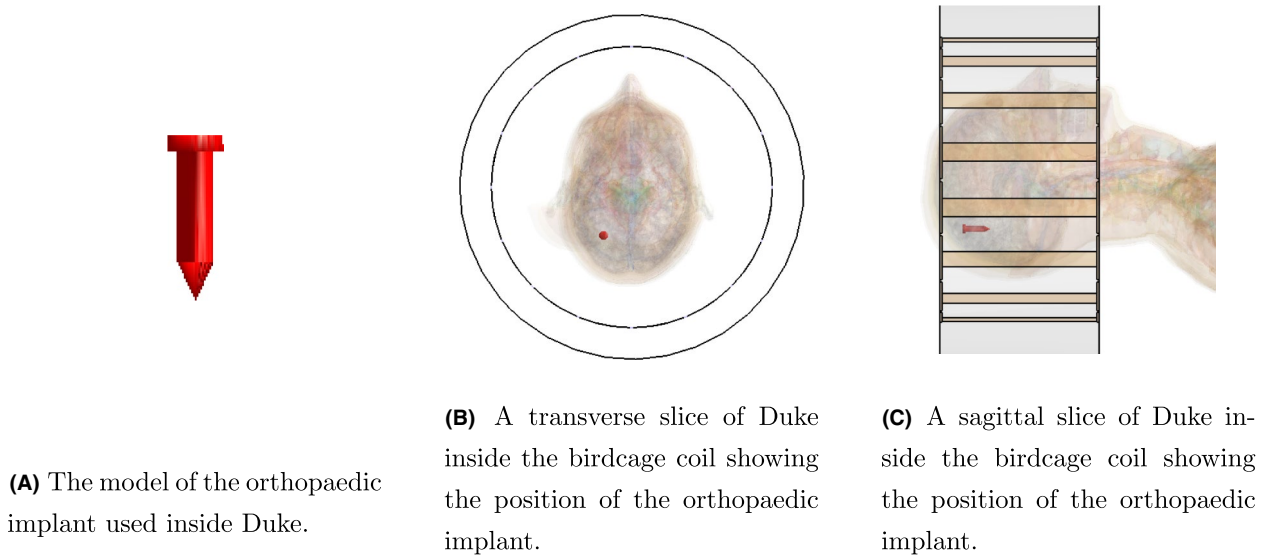 (A) The model of the orthopaedic
implant used inside Duke.
(B) A transverse slice of Duke
inside the birdcage coil showing
the position of the orthopaedic
implant.
(C) A sagittal slice of Duke in-
side the birdcage coil showing
the position of the orthopaedic
implant.